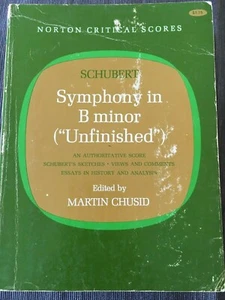 NORTON CRITICAL SCORES
SCHUBERT
Symphony in
B minor
("Unfinished")
AN AUTHORITATIVE SCORE
SCHUBERT'S SKETCHES • VIEWS AND COMMENTS
ESSAYS IN HISTORY AND ANALYSIS
Edited by
MARTIN CHUSID